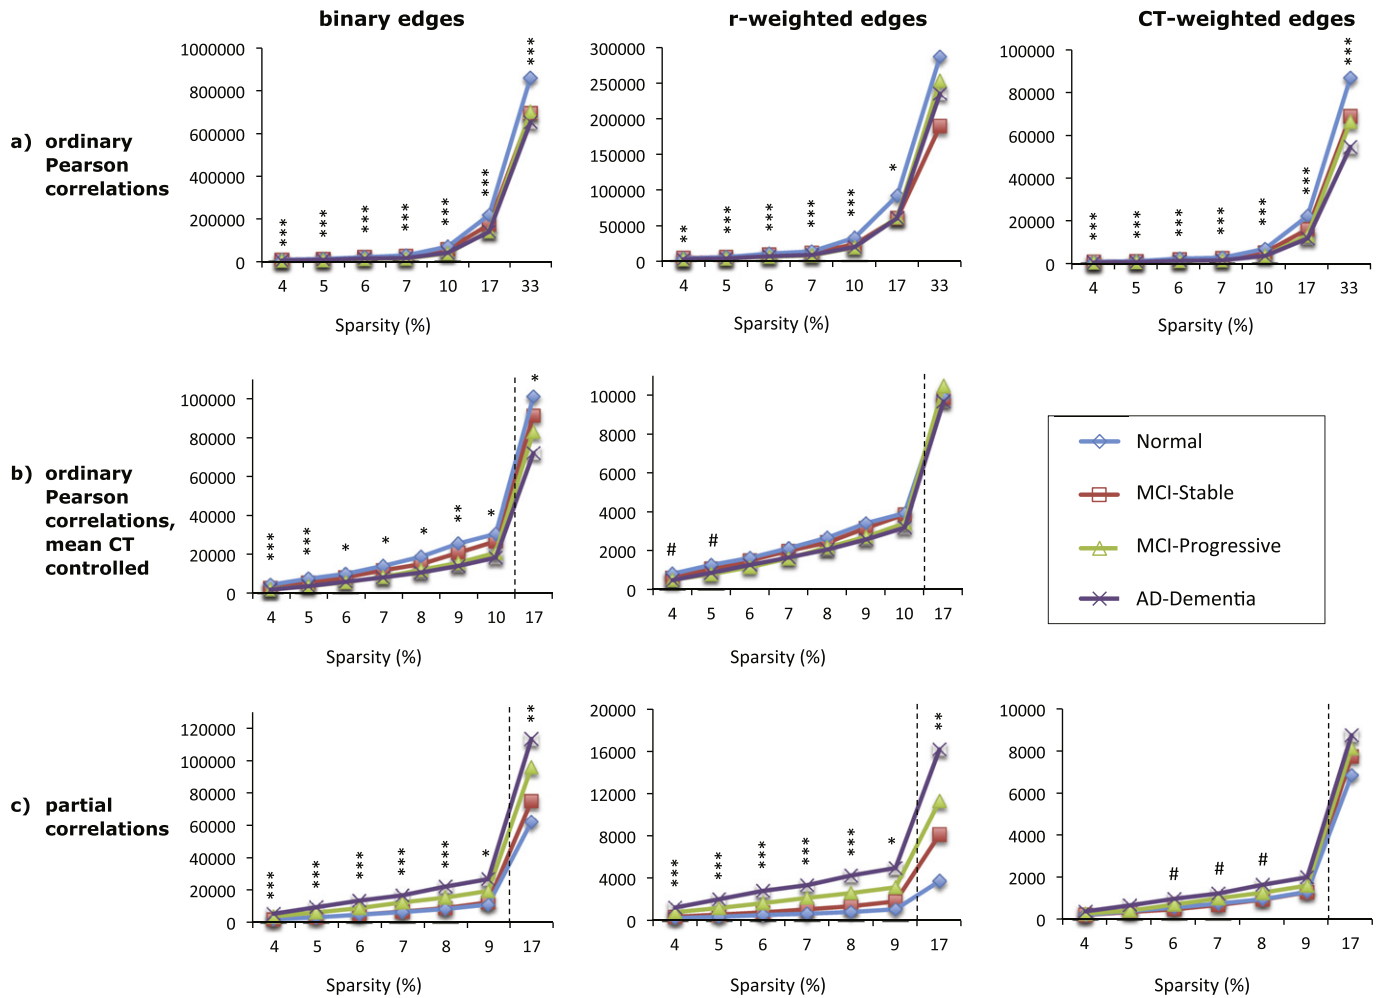 binary edges
r-weighted edges
CT-weighted edges
a) ordinary
Pearson
correlations
1000000
800000
600000
400000
200000
0
***
***
***
***
***
***
***
4 5 6 7 10 17 33
Sparsity (%)
300000
250000
200000
150000
100000
50000
0
**
***
***
***
***
*
4 5 6 7 10 17 33
Sparsity (%)
100000
80000
60000
40000
20000
0
***
***
***
***
***
***
***
4 5 6 7 10 17 33
Sparsity (%)
b) ordinary
Pearson
correlations,
mean CT
controlled
100000
80000
60000
40000
20000
0
***
***
*
*
*
**
*
*
4 5 6 7 8 9 10 17
Sparsity (%)
10000
8000
6000
4000
2000
0
#
#
4 5 6 7 8 9 10 17
Sparsity (%)
Normal
MCI-Stable
MCI-Progressive
AD-Dementia
c) partial
correlations
120000
100000
80000
60000
40000
20000
0
***
***
***
***
***
*
**
4 5 6 7 8 9 17
Sparsity (%)
20000
16000
12000
8000
4000
0
***
***
***
***
***
*
**
4 5 6 7 8 9 17
Sparsity (%)
10000
8000
6000
4000
2000
0
#
#
#
4 5 6 7 8 9 17
Sparsity (%)